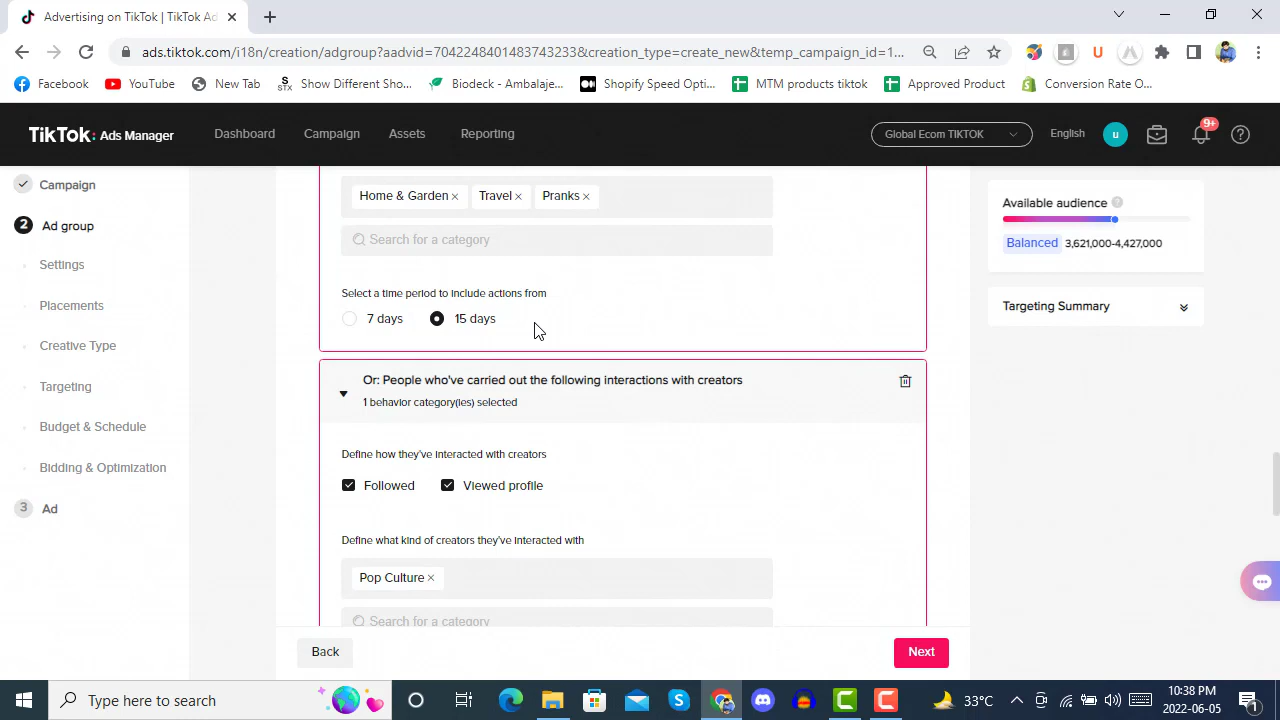 Advertising on TikTok | TikTok Ad
ads.tiktok.com/i18n/creation/adgroup?aadvid=7042245401483743233&creation_type=create_new&temp_campaign_id=1...
Facebook YouTube New Tab STX Show Different Sho... Biodeck - Ambalaje... Shopify Speed Opti... MTM products tiktok Approved Product Conversion Rate O...
TikTok: Ads Manager Dashboard Campaign Assets Reporting Global Ecom TIKTOK English u 9+
Campaign
2 Ad group
Settings
Placements
Creative Type
Targeting
Budget & Schedule
Bidding & Optimization
3 Ad
Home & Garden × Travel × Pranks ×
Search for a category
Select a time period to include actions from
7 days 15 days
Or: People who've carried out the following interactions with creators
1 behavior category(ies) selected
Define how they've interacted with creators
Followed Viewed profile
Define what kind of creators they've interacted with
Pop Culture ×
Search for a category
Back Next
Available audience
Balanced 3,621,000-4,427,000
Targeting Summary
Type here to search
33°C
10:38 PM
2022-06-05
1